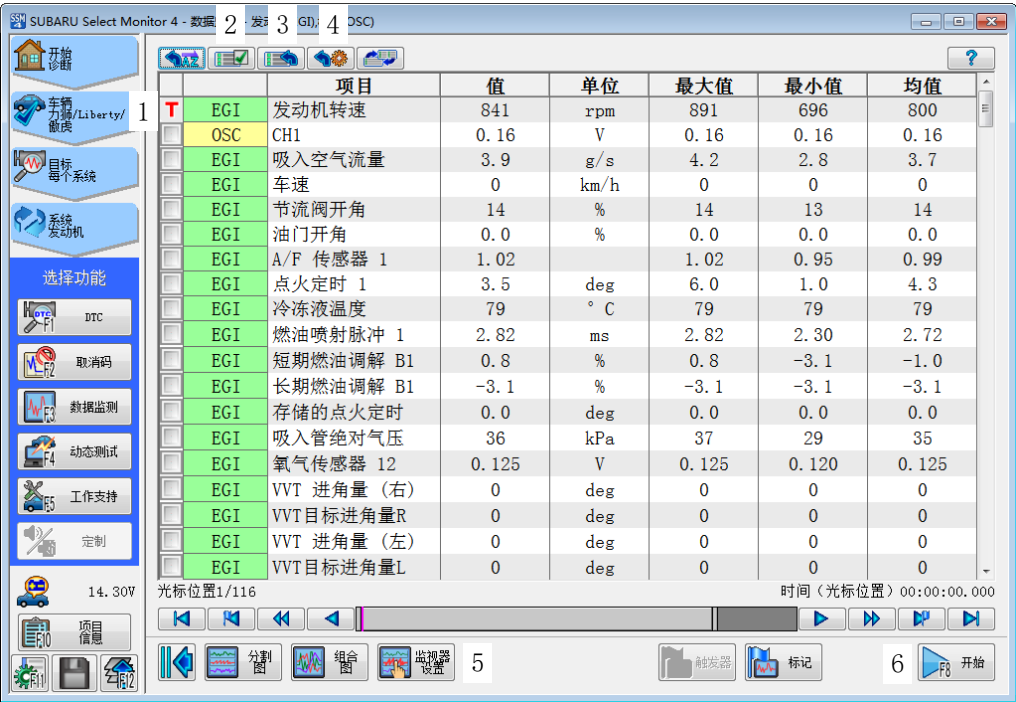 SUBARU Select Monitor 4 - 数据
2
- 发动
3
GI),
4
OSC)
开始
诊断
车辆
力狮/Liberty/
傲虎
1
目标
每个系统
系统
发动机
选择功能
DTC F1 DTC
F2 取消码
F3 数据监测
F4 动态测试
F5 工作支持
定制
14.30V
F10 项目
信息
F11 F12
AZ
?
项目 值 单位 最大值 最小值 均值
T EGI 发动机转速 841 rpm 891 696 800
OSC CH1 0.16 V 0.16 0.16 0.16
EGI 吸入空气流量 3.9 g/s 4.2 2.8 3.7
EGI 车速 0 km/h 0 0 0
EGI 节流阀开角 14 % 14 13 14
EGI 油门开角 0.0 % 0.0 0.0 0.0
EGI A/F 传感器 1 1.02 1.02 0.95 0.99
EGI 点火定时 1 3.5 deg 6.0 1.0 4.3
EGI 冷冻液温度 79 °C 79 79 79
EGI 燃油喷射脉冲 1 2.82 ms 2.82 2.30 2.72
EGI 短期燃油调解 B1 0.8 % 0.8 -3.1 -1.0
EGI 长期燃油调解 B1 -3.1 % -3.1 -3.1 -3.1
EGI 存储的点火定时 0.0 deg 0.0 0.0 0.0
EGI 吸入管绝对气压 36 kPa 37 29 35
EGI 氧气传感器 12 0.125 V 0.125 0.120 0.125
EGI VVT 进角量 (右) 0 deg 0 0 0
EGI VVT目标进角量R 0 deg 0 0 0
EGI VVT 进角量 (左) 0 deg 0 0 0
EGI VVT目标进角量L 0 deg 0 0 0
光标位置1/116 时间（光标位置）00:00:00.000
分割
图
组合
图
监视器
设置
5
触发器
标记
6
F8 开始